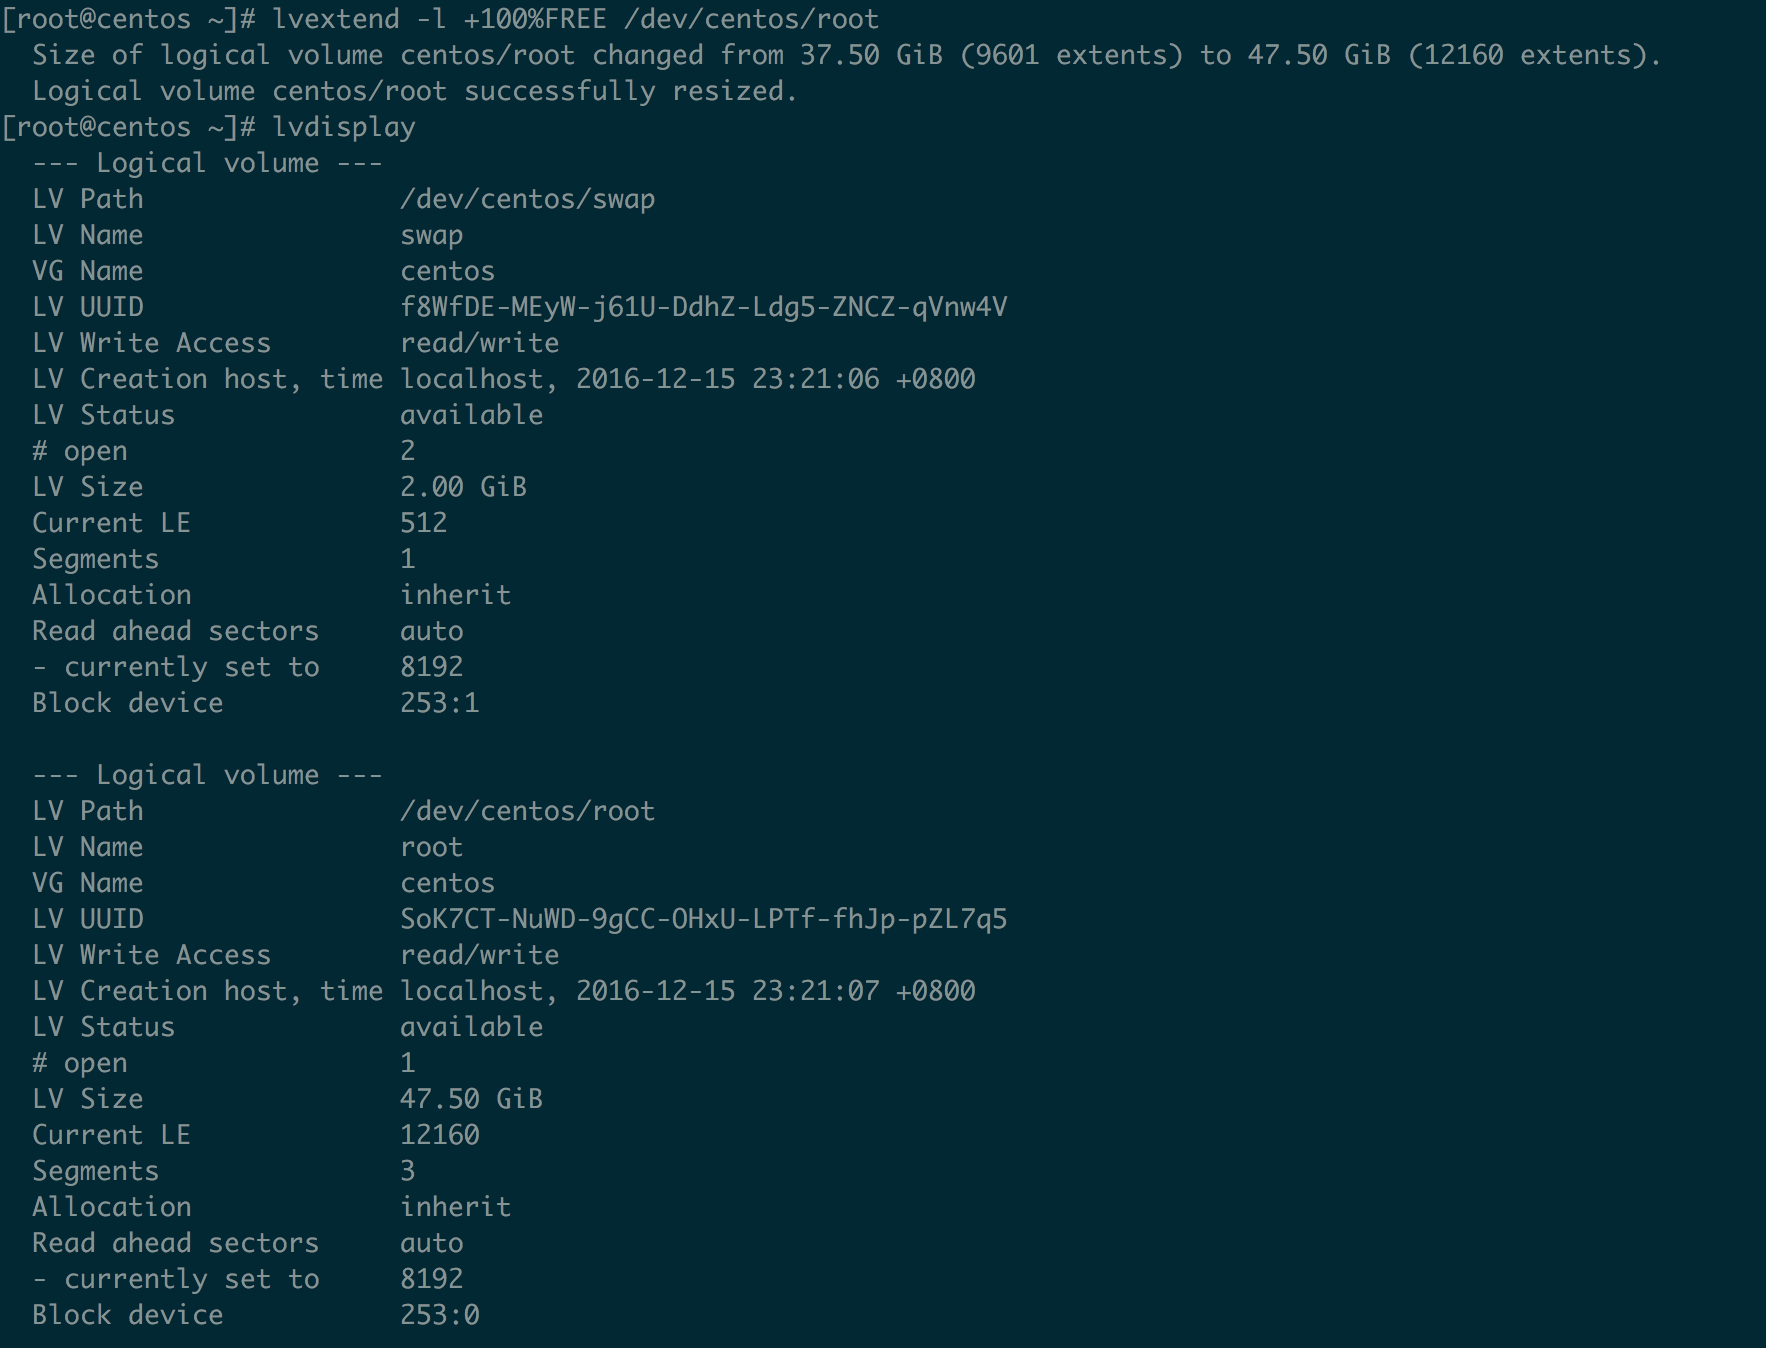 [root@centos ~]# lvextend -l +100%FREE /dev/centos/root
  Size of logical volume centos/root changed from 37.50 GiB (9601 extents) to 47.50 GiB (12160 extents).
  Logical volume centos/root successfully resized.
[root@centos ~]# lvdisplay
  --- Logical volume ---
  LV Path                /dev/centos/swap
  LV Name                swap
  VG Name                centos
  LV UUID                f8WfDE-MEyW-j61U-DdhZ-Ldg5-ZNCZ-qVnw4V
  LV Write Access        read/write
  LV Creation host, time localhost, 2016-12-15 23:21:06 +0800
  LV Status              available
  # open                 2
  LV Size                2.00 GiB
  Current LE             512
  Segments               1
  Allocation             inherit
  Read ahead sectors     auto
  - currently set to     8192
  Block device           253:1

  --- Logical volume ---
  LV Path                /dev/centos/root
  LV Name                root
  VG Name                centos
  LV UUID                SoK7CT-NuWD-9gCC-OHxU-LPTf-fhJp-pZL7q5
  LV Write Access        read/write
  LV Creation host, time localhost, 2016-12-15 23:21:07 +0800
  LV Status              available
  # open                 1
  LV Size                47.50 GiB
  Current LE             12160
  Segments               3
  Allocation             inherit
  Read ahead sectors     auto
  - currently set to     8192
  Block device           253:0